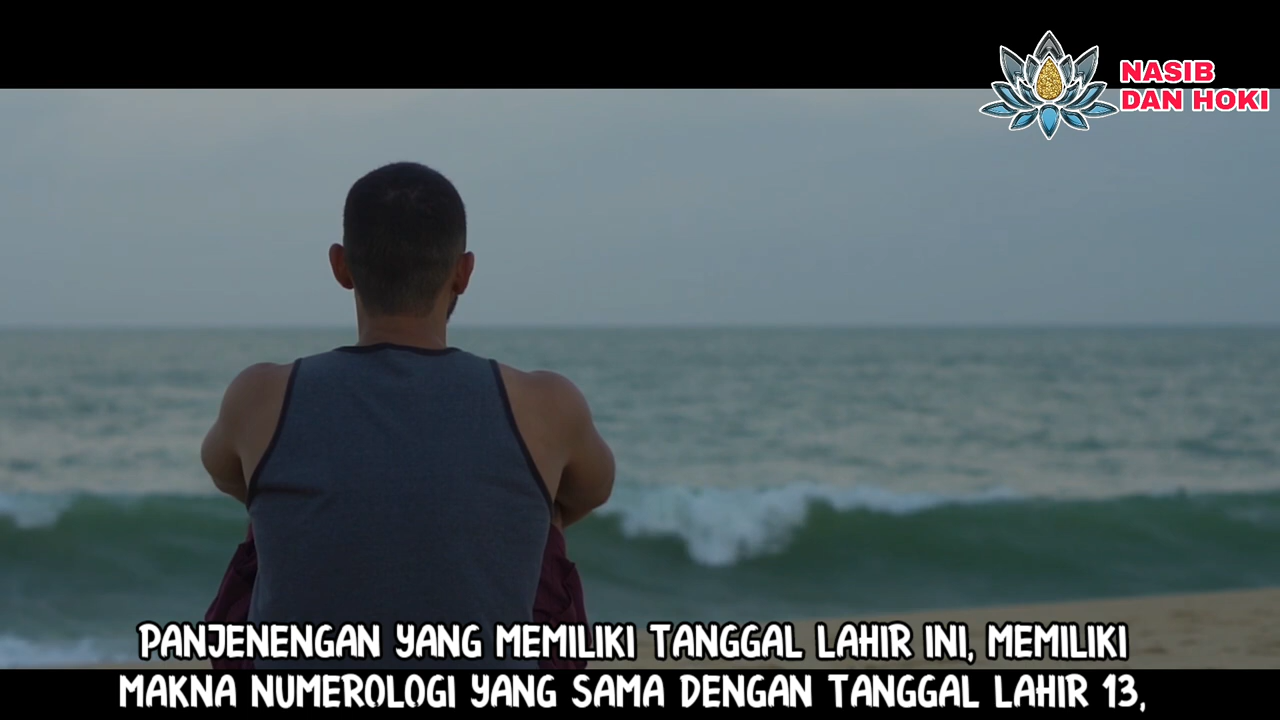 NASIB
DAN HOKI
PANJENENGAN YANG MEMILIKI TANGGAL LAHIR INI, MEMILIKI
MAKNA NUMEROLOGI YANG SAMA DENGAN TANGGAL LAHIR 13,